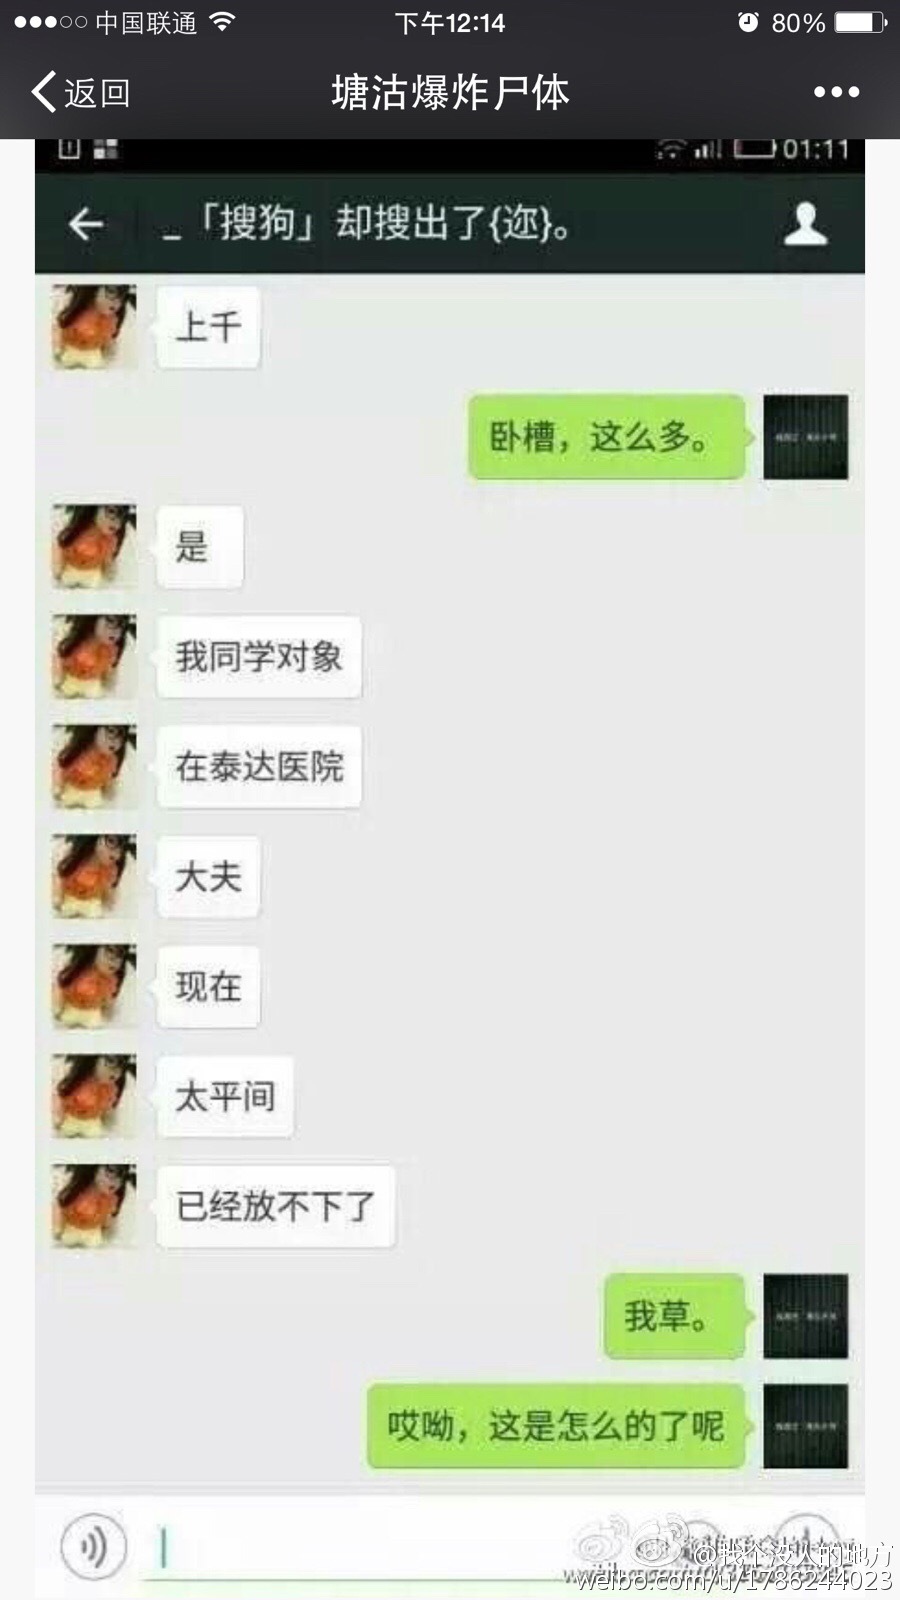 中国联通 下午12:14 80%
返回 塘沽爆炸尸体
01:11
_「搜狗」却搜出了{迩}。
上千
卧槽，这么多。
是
我同学对象
在泰达医院
大夫
现在
太平间
已经放不下了
我草。
哎呦，这是怎么的了呢
@找个没人的地方
weibo.com/u/1786244023